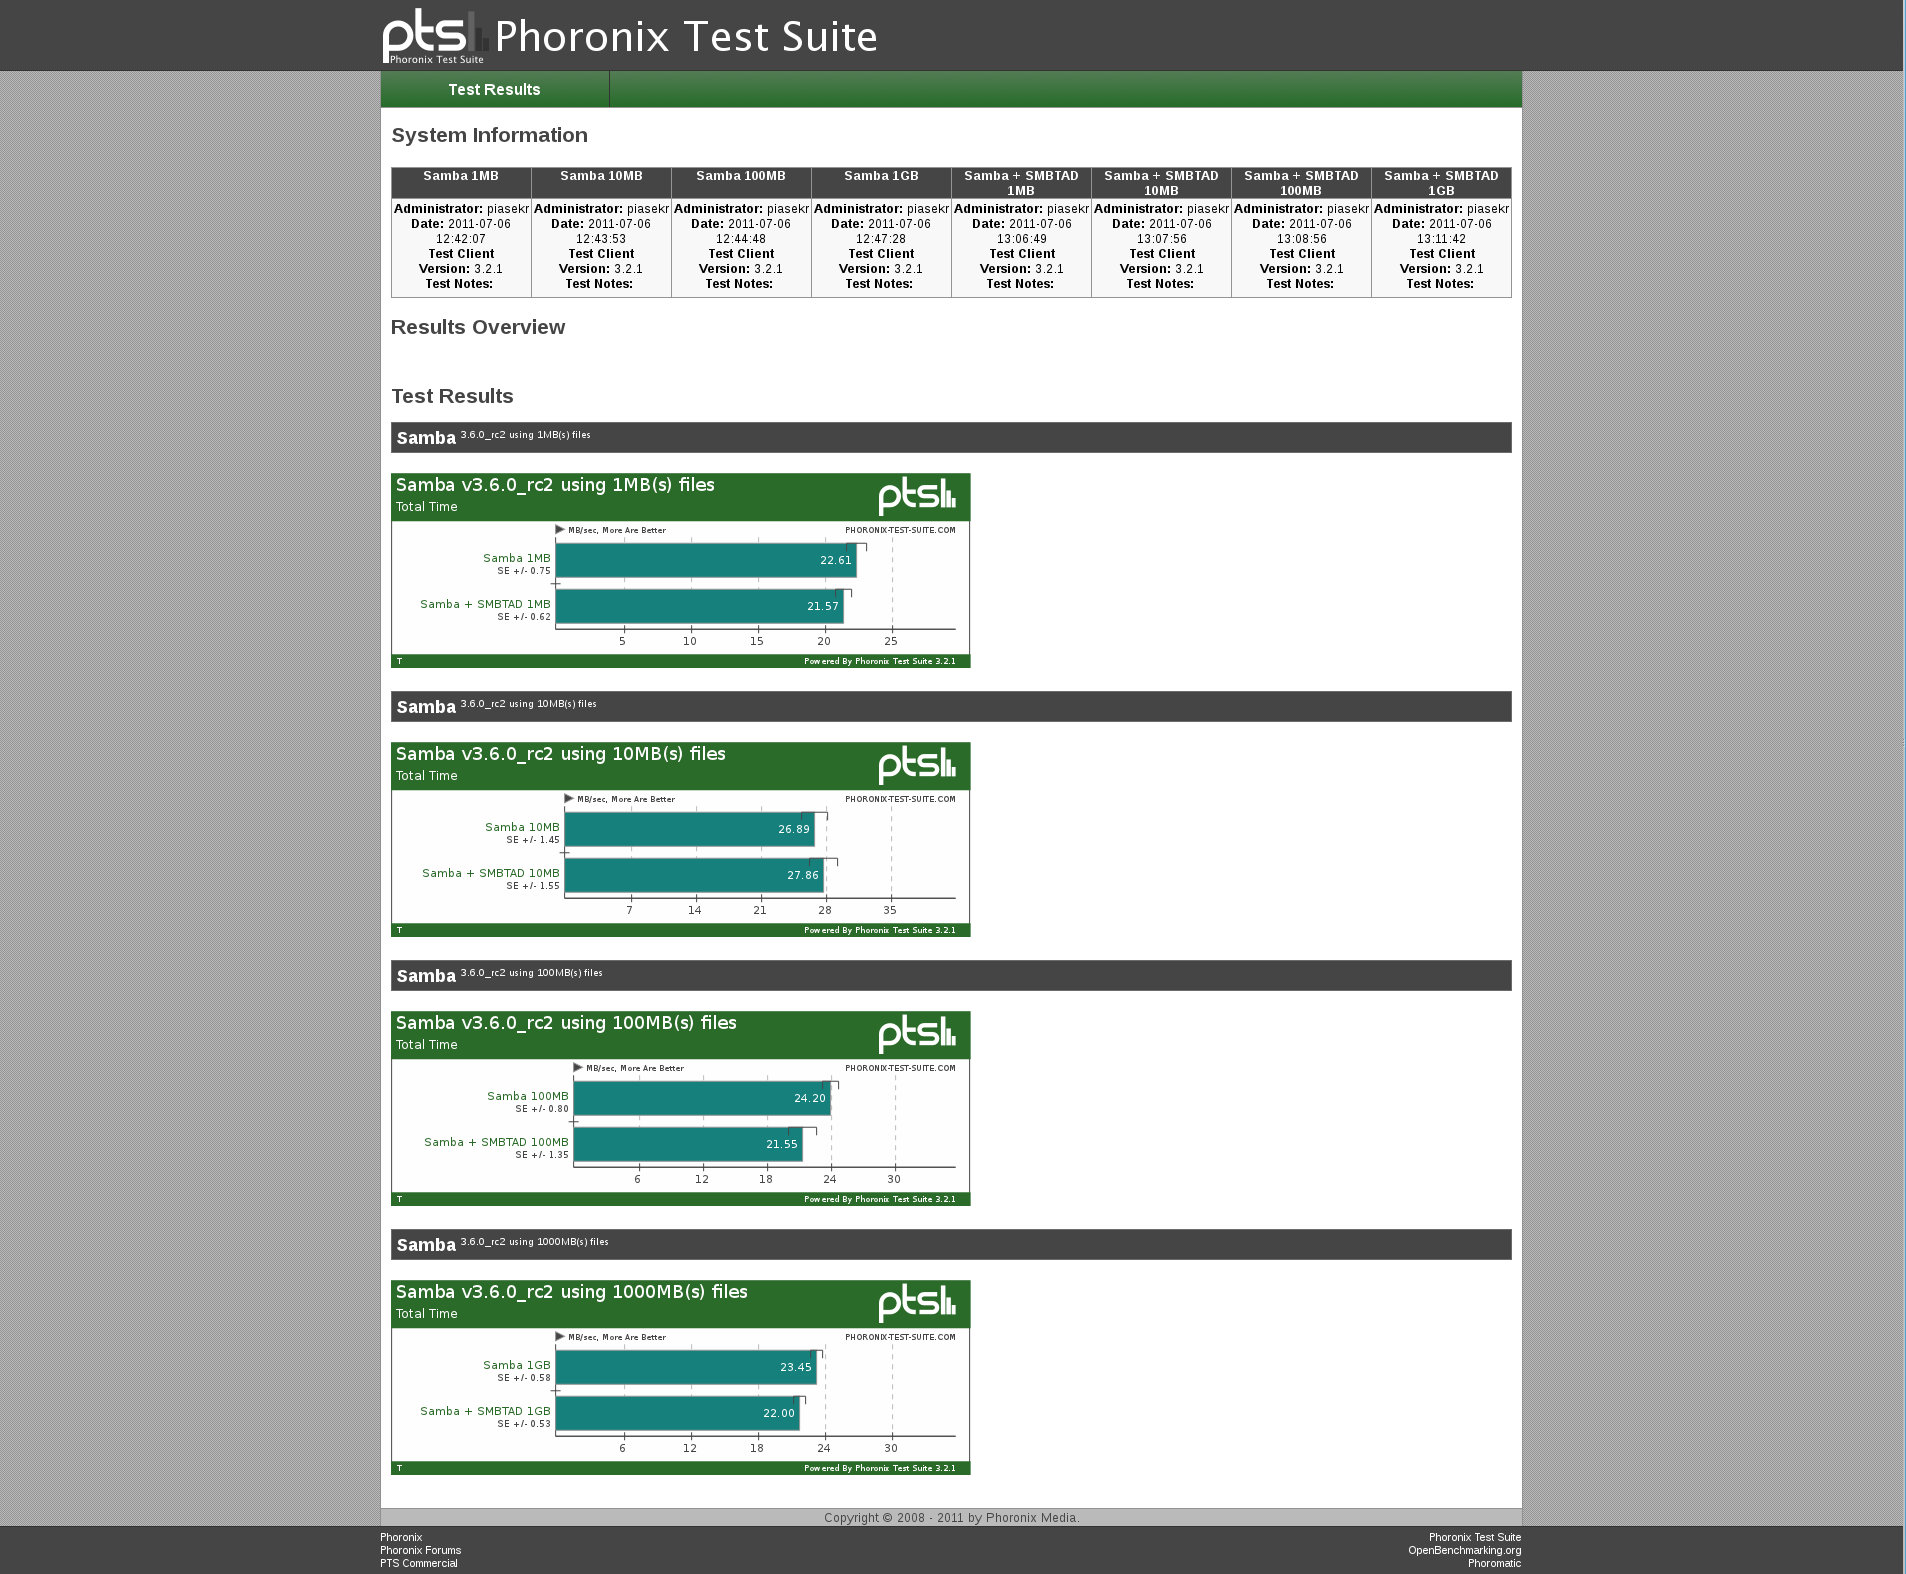 pts Phoronix Test Suite
Phoronix Test Suite
Test Results
System Information
Samba 1MB Samba 10MB Samba 100MB Samba 1GB Samba + SMBTAD 1MB Samba + SMBTAD 10MB Samba + SMBTAD 100MB Samba + SMBTAD 1GB
Administrator: piasekr Administrator: piasekr Administrator: piasekr Administrator: piasekr Administrator: piasekr Administrator: piasekr Administrator: piasekr Administrator: piasekr
Date: 2011-07-06 Date: 2011-07-06 Date: 2011-07-06 Date: 2011-07-06 Date: 2011-07-06 Date: 2011-07-06 Date: 2011-07-06 Date: 2011-07-06
12:42:07 12:43:53 12:44:48 12:47:28 13:06:49 13:07:56 13:08:56 13:11:42
Test Client Test Client Test Client Test Client Test Client Test Client Test Client Test Client
Version: 3.2.1 Version: 3.2.1 Version: 3.2.1 Version: 3.2.1 Version: 3.2.1 Version: 3.2.1 Version: 3.2.1 Version: 3.2.1
Test Notes: Test Notes: Test Notes: Test Notes: Test Notes: Test Notes: Test Notes: Test Notes:
Results Overview
Test Results
Samba 3.6.0_rc2 using 1MB(s) files
Samba v3.6.0_rc2 using 1MB(s) files
Total Time
pts
MB/sec, More Are Better PHORONIX-TEST-SUITE.COM
Samba 1MB 22.61
SE +/- 0.75
Samba + SMBTAD 1MB 21.57
SE +/- 0.62
5 10 15 20 25
T Powered By Phoronix Test Suite 3.2.1
Samba 3.6.0_rc2 using 10MB(s) files
Samba v3.6.0_rc2 using 10MB(s) files
Total Time
pts
MB/sec, More Are Better PHORONIX-TEST-SUITE.COM
Samba 10MB 26.89
SE +/- 1.45
Samba + SMBTAD 10MB 27.86
SE +/- 1.55
7 14 21 28 35
T Powered By Phoronix Test Suite 3.2.1
Samba 3.6.0_rc2 using 100MB(s) files
Samba v3.6.0_rc2 using 100MB(s) files
Total Time
pts
MB/sec, More Are Better PHORONIX-TEST-SUITE.COM
Samba 100MB 24.20
SE +/- 0.80
Samba + SMBTAD 100MB 21.55
SE +/- 1.35
6 12 18 24 30
T Powered By Phoronix Test Suite 3.2.1
Samba 3.6.0_rc2 using 1000MB(s) files
Samba v3.6.0_rc2 using 1000MB(s) files
Total Time
pts
MB/sec, More Are Better PHORONIX-TEST-SUITE.COM
Samba 1GB 23.45
SE +/- 0.58
Samba + SMBTAD 1GB 22.00
SE +/- 0.53
6 12 18 24 30
T Powered By Phoronix Test Suite 3.2.1
Copyright © 2008 - 2011 by Phoronix Media.
Phoronix Phoronix Test Suite
Phoronix Forums OpenBenchmarking.org
PTS Commercial Phoromatic